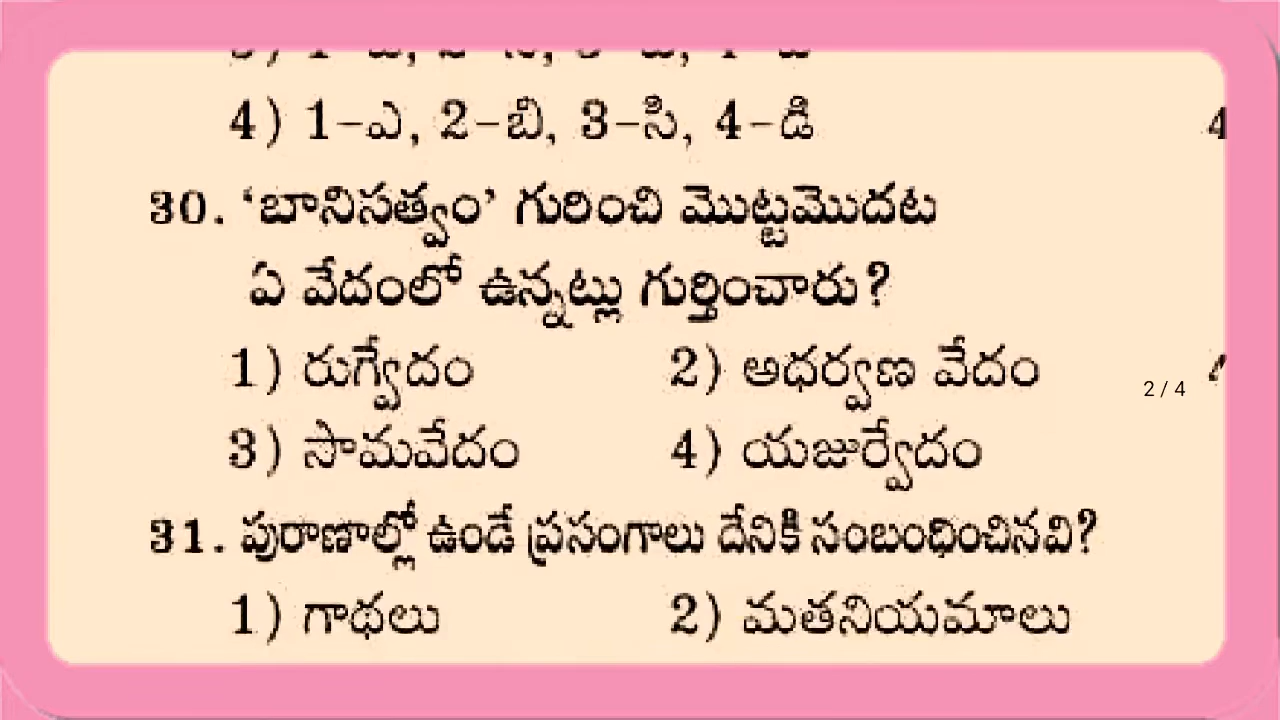 4) 1-ఎ, 2-బి, 3-సి, 4-డి
4
30. 'బానిసత్వం' గురించి మొట్టమొదట
ఏ వేదంలో ఉన్నట్లు గుర్తించారు?
1) రుగ్వేదం 2) అధర్వణ వేదం
2 / 4
3) సామవేదం 4) యజుర్వేదం
31. పురాణాల్లో ఉండే ప్రసంగాలు దేనికి సంబంధించినవి?
1) గాథలు 2) మతనియమాలు